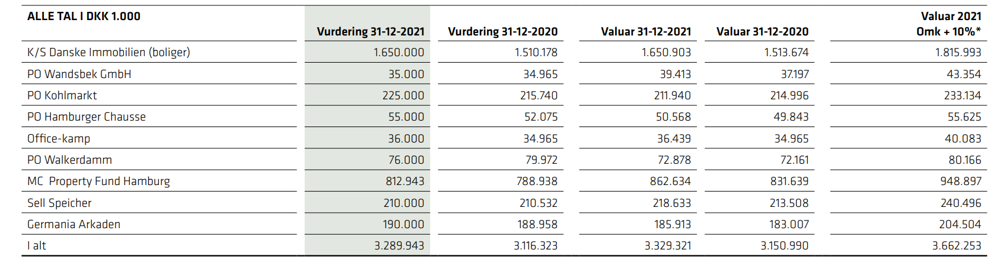 ALLE TAL I DKK 1.000 Vurdering 31-12-2021 Vurdering 31-12-2020 Valuar 31-12-2021 Valuar 31-12-2020 Valuar 2021 Omk + 10%*
K/S Danske Immobilien (boliger) 1.650.000 1.510.178 1.650.903 1.513.674 1.815.993
PO Wandsbek GmbH 35.000 34.965 39.413 37.197 43.354
PO Kohlmarkt 225.000 215.740 211.940 214.996 233.134
PO Hamburger Chausse 55.000 52.075 50.568 49.843 55.625
Office-kamp 36.000 34.965 36.439 34.965 40.083
PO Walkerdamm 76.000 79.972 72.878 72.161 80.166
MC Property Fund Hamburg 812.943 788.938 862.634 831.639 948.897
Sell Speicher 210.000 210.532 218.633 213.508 240.496
Germania Arkaden 190.000 188.958 185.913 183.007 204.504
I alt 3.289.943 3.116.323 3.329.321 3.150.990 3.662.253